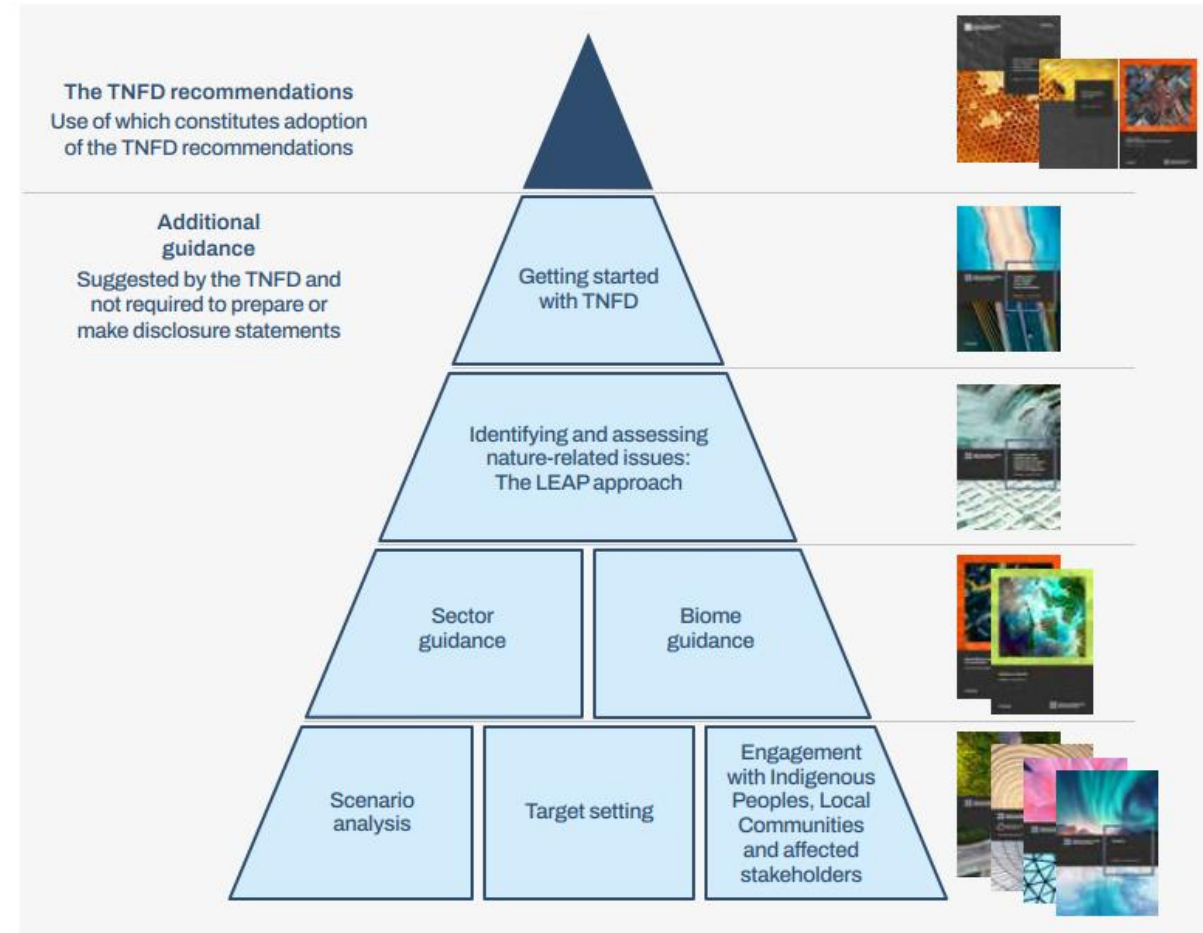 The TNFD recommendations
Use of which constitutes adoption
of the TNFD recommendations
Additional
guidance
Suggested by the TNFD and
not required to prepare or
make disclosure statements
Getting started
with TNFD
Identifying and assessing
nature-related issues:
The LEAP approach
Sector
guidance
Biome
guidance
Scenario
analysis
Target setting
Engagement
with Indigenous
Peoples, Local
Communities
and affected
stakeholders